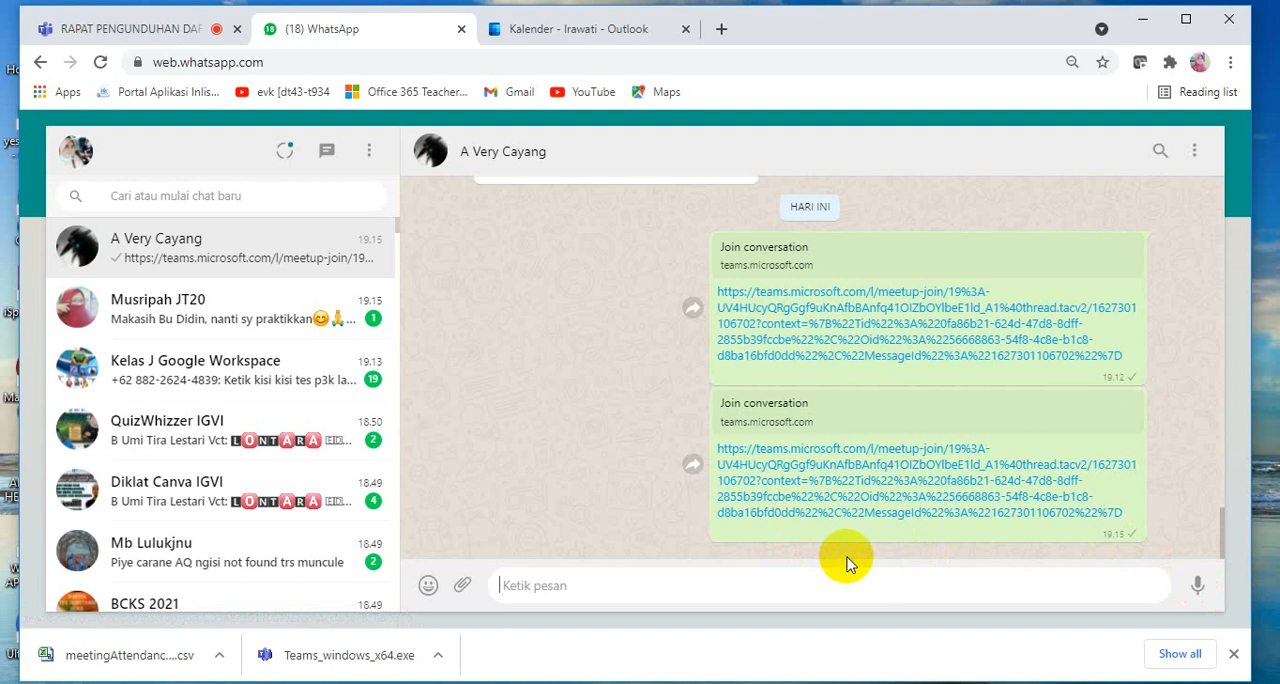 RAPAT PENGUNDUHAN DAF
(18) WhatsApp
Kalender - Irawati - Outlook
web.whatsapp.com
Apps
Portal Aplikasi Inlis...
evk [dt43-t934
Office 365 Teacher...
Gmail
YouTube
Maps
Reading list
A Very Cayang
Cari atau mulai chat baru
A Very Cayang
19.15
https://teams.microsoft.com/l/meetup-join/19...
Musripah JT20
19.15
Makasih Bu Didin, nanti sy praktikkan😊🙏...
1
Kelas J Google Workspace
19.13
+62 882-2624-4839: Ketik kisi kisi tes p3k la...
19
QuizWhizzer IGVI
18.50
B Umi Tira Lestari Vct: LONTARA
2
Diklat Canva IGVI
18.49
B Umi Tira Lestari Vct: LONTARA
4
Mb Lulukjnu
18.49
Piye carane AQ ngisi not found trs muncule
2
BCKS 2021
18.49
HARI INI
Join conversation
teams.microsoft.com
https://teams.microsoft.com/l/meetup-join/19%3A-
UV4HUcyQRgGgf9uKnAfbBAnfq41OIZbOYlbeE1ld_A1%40thread.tacv2/1627301
106702?context=%7B%22Tid%22%3A%220fa86b21-624d-47d8-8dff-
2855b39fccbe%22%2C%22Oid%22%3A%2256668863-54f8-4c8e-b1c8-
d8ba16bfd0dd%22%2C%22MessageId%22%3A%221627301106702%22%7D
19.12
Join conversation
teams.microsoft.com
https://teams.microsoft.com/l/meetup-join/19%3A-
UV4HUcyQRgGgf9uKnAfbBAnfq41OIZbOYlbeE1ld_A1%40thread.tacv2/1627301
106702?context=%7B%22Tid%22%3A%220fa86b21-624d-47d8-8dff-
2855b39fccbe%22%2C%22Oid%22%3A%2256668863-54f8-4c8e-b1c8-
d8ba16bfd0dd%22%2C%22MessageId%22%3A%221627301106702%22%7D
19.15
Ketik pesan
meetingAttendanc....csv
Teams_windows_x64.exe
Show all